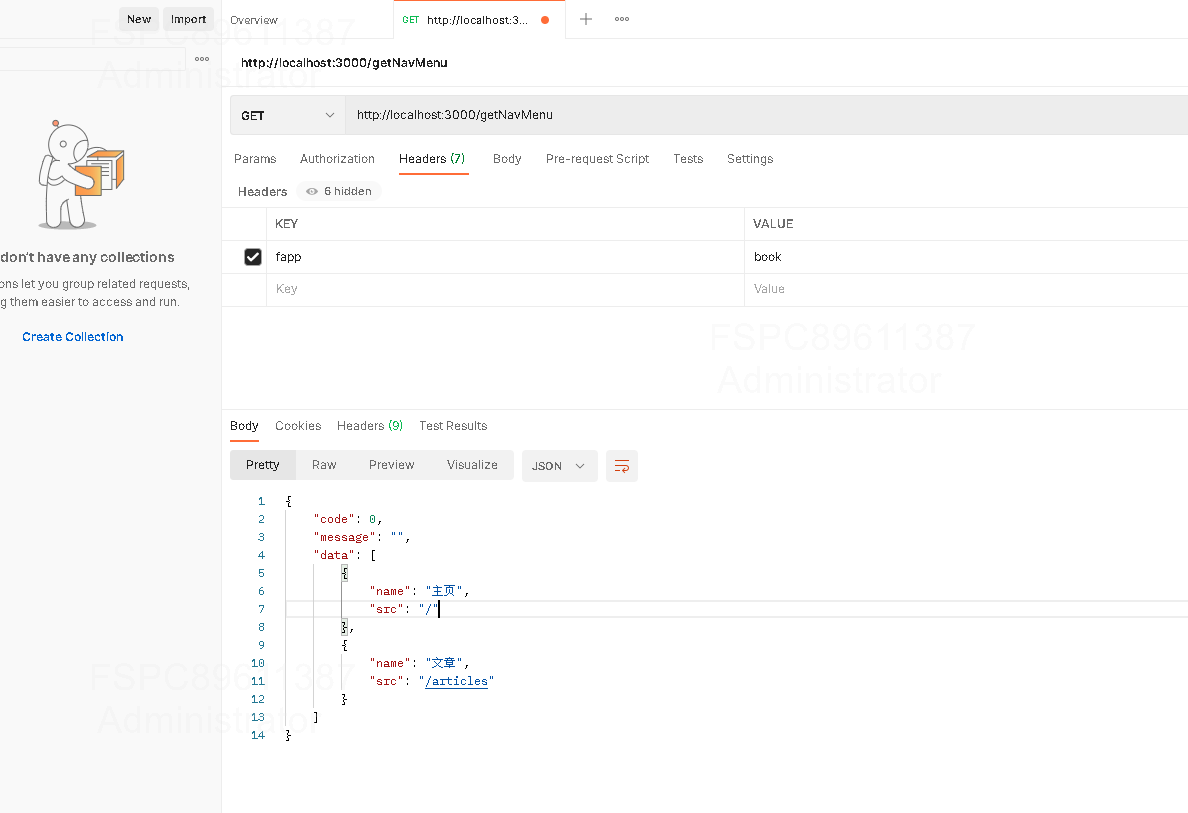 New Import Overview GET http://localhost:3...
http://localhost:3000/getNavMenu
GET http://localhost:3000/getNavMenu
Params Authorization Headers (7) Body Pre-request Script Tests Settings
Headers 6 hidden
KEY VALUE
fapp book
Key Value
don't have any collections
ons let you group related requests,
g them easier to access and run.
Create Collection
Body Cookies Headers (9) Test Results
Pretty Raw Preview Visualize JSON
1 {
2 "code": 0,
3 "message": "",
4 "data": [
5 {
6 "name": "主页",
7 "src": "/"
8 },
9 {
10 "name": "文章",
11 "src": "/articles"
12 }
13 ]
14 }
FSPC89611387
Administrator
FSPC89611387
Administrator
FSPC89611387
Administrator